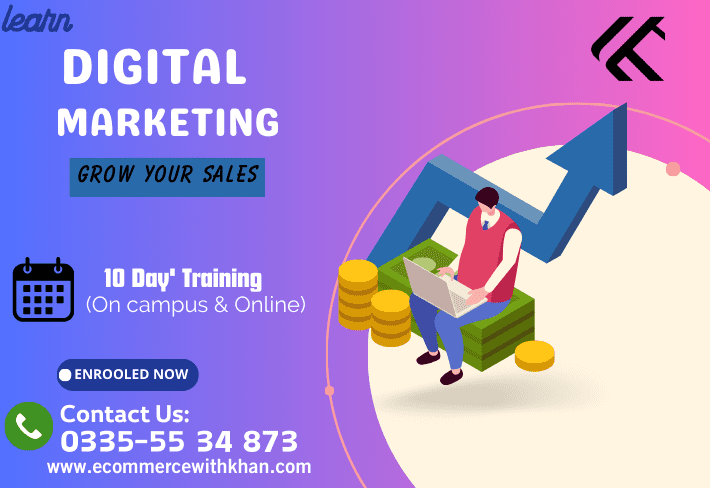 learn
DIGITAL
MARKETING
GROW YOUR SALES
10 Day' Training
(On campus & Online)
ENROOLED NOW
Contact Us:
0335-55 34 873
www.ecommercewithkhan.com